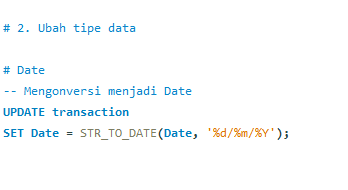 # 2. Ubah tipe data
# Date
-- Mengonversi menjadi Date
UPDATE transaction
SET Date = STR_TO_DATE(Date, '%d/%m/%Y');